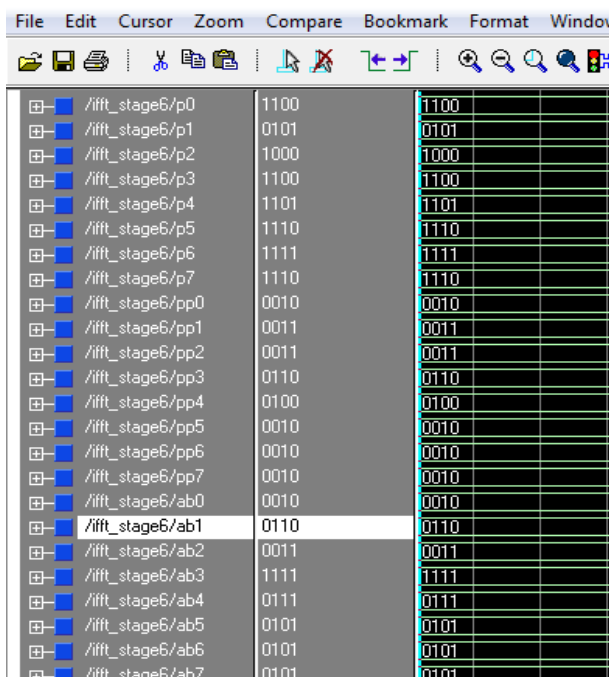 File Edit Cursor Zoom Compare Bookmark Format Window
/ifft_stage6/p0 1100 1100
/ifft_stage6/p1 0101 0101
/ifft_stage6/p2 1000 1000
/ifft_stage6/p3 1100 1100
/ifft_stage6/p4 1101 1101
/ifft_stage6/p5 1110 1110
/ifft_stage6/p6 1111 1111
/ifft_stage6/p7 1110 1110
/ifft_stage6/pp0 0010 0010
/ifft_stage6/pp1 0011 0011
/ifft_stage6/pp2 0011 0011
/ifft_stage6/pp3 0110 0110
/ifft_stage6/pp4 0100 0100
/ifft_stage6/pp5 0010 0010
/ifft_stage6/pp6 0010 0010
/ifft_stage6/pp7 0010 0010
/ifft_stage6/ab0 0010 0010
/ifft_stage6/ab1 0110 0110
/ifft_stage6/ab2 0011 0011
/ifft_stage6/ab3 1111 1111
/ifft_stage6/ab4 0111 0111
/ifft_stage6/ab5 0101 0101
/ifft_stage6/ab6 0101 0101
/ifft_stage6/ab7 0101 0101